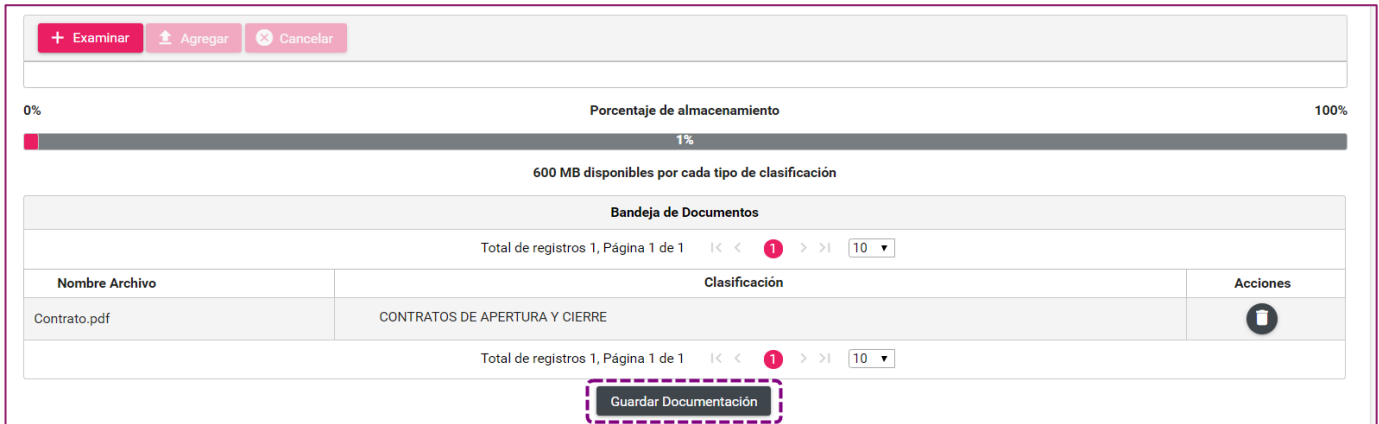 Examinar Agregar Cancelar
0% Porcentaje de almacenamiento 100%
1%
600 MB disponibles por cada tipo de clasificación
Bandeja de Documentos
Total de registros 1, Página 1 de 1 1 10
Nombre Archivo Clasificación Acciones
Contrato.pdf CONTRATOS DE APERTURA Y CIERRE
Total de registros 1, Página 1 de 1 1 10
Guardar Documentación